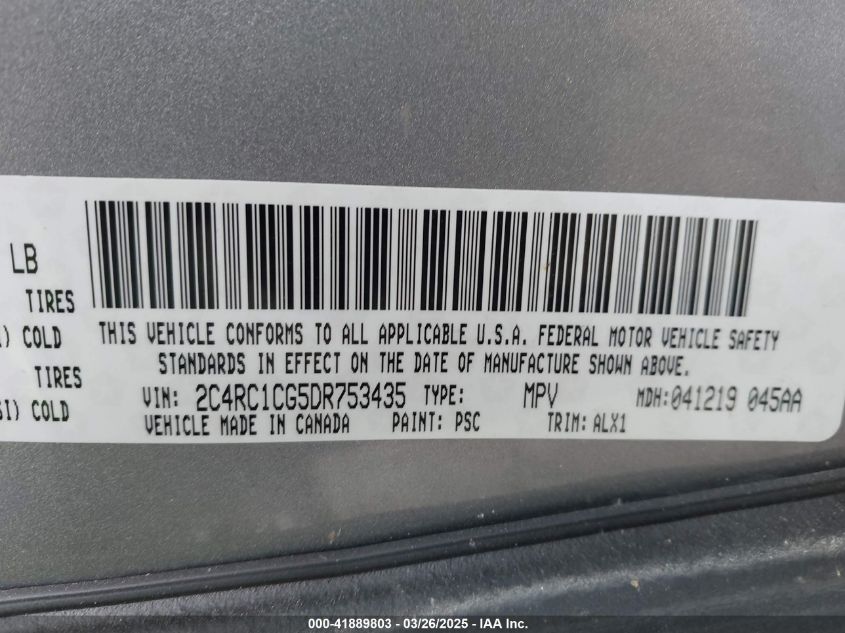 LB
TIRES
) COLD
TIRES
SI) COLD
THIS VEHICLE CONFORMS TO ALL APPLICABLE U.S.A. FEDERAL MOTOR VEHICLE SAFETY
STANDARDS IN EFFECT ON THE DATE OF MANUFACTURE SHOWN ABOVE.
VIN: 2C4RC1CG5DR753435 TYPE: MPV MDH:041219 045AA
VEHICLE MADE IN CANADA PAINT: PSC TRIM: ALX1
000-41889803 - 03/26/2025 - IAA Inc.